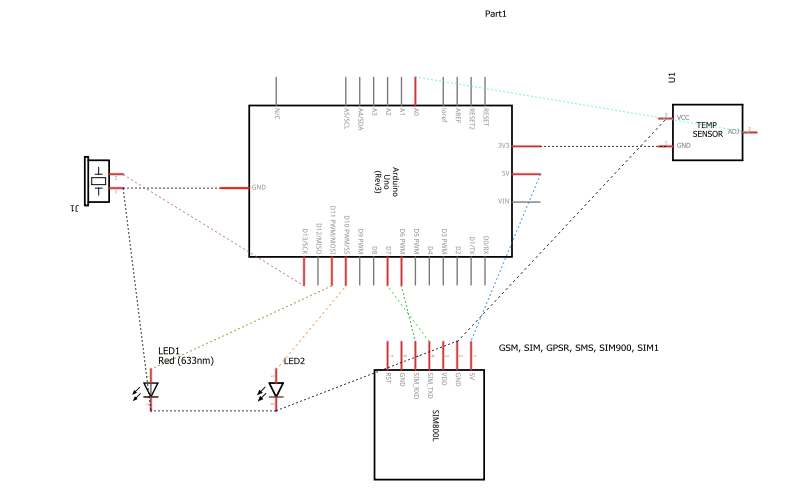 Part1
N/C
A5/SCL
A4/SDA
A3
A2
A1
A0
ioref
AREF
RESET2
RESET
U1
VCC
TEMP
SENSOR
ADJ
GND
3V3
5V
VIN
Arduino
Uno
(Rev3)
GND
J1
D13/SCK
D12/MISO
D11 PWM/MOSI
D10 PWM/SS
D9 PWM
D8
D7
D6 PWM
D5 PWM
D4
D3 PWM
D2
D1/TX
D0/RX
LED1
Red (633nm)
LED2
GSM, SIM, GPSR, SMS, SIM900, SIM1
RST
GND
SIM_RXD
SIM_TXD
VDD
GND
5V
SIM800L